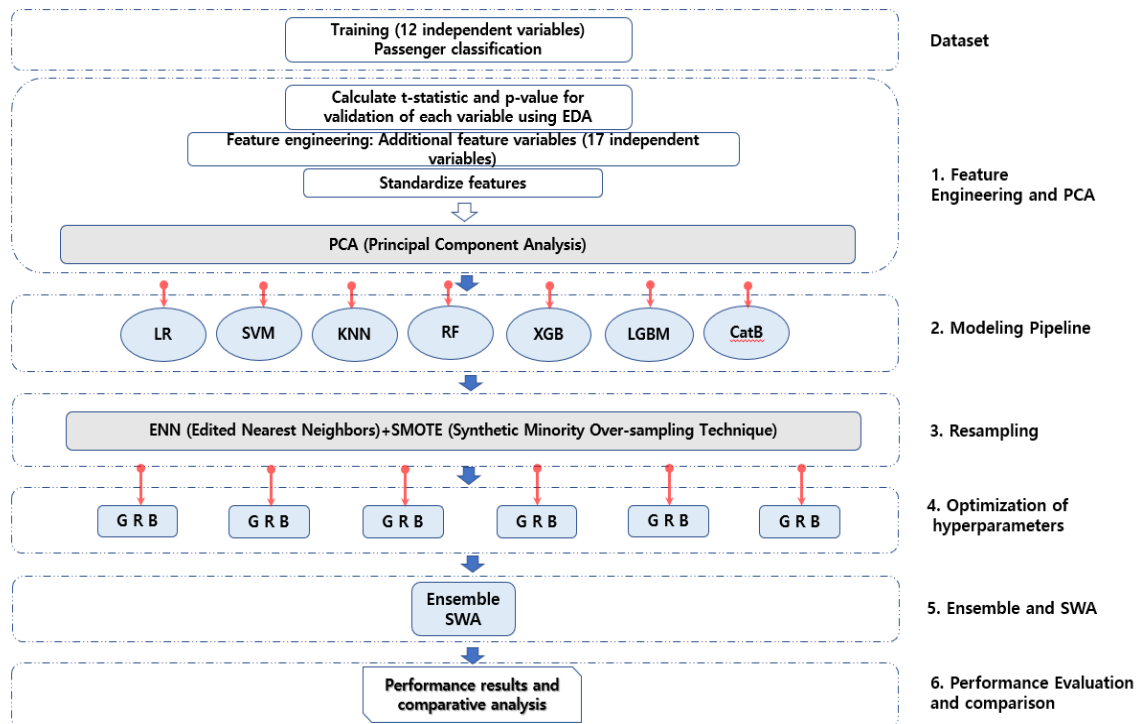 Training (12 independent variables)
Passenger classification
Dataset
Calculate t-statistic and p-value for
validation of each variable using EDA
Feature engineering: Additional feature variables (17 independent
variables)
Standardize features
PCA (Principal Component Analysis)
1. Feature
Engineering and PCA
LR
SVM
KNN
RF
XGB
LGBM
CatB
2. Modeling Pipeline
ENN (Edited Nearest Neighbors)+SMOTE (Synthetic Minority Over-sampling Technique)
3. Resampling
G R B
G R B
G R B
G R B
G R B
G R B
4. Optimization of
hyperparameters
Ensemble
SWA
5. Ensemble and SWA
Performance results and
comparative analysis
6. Performance Evaluation
and comparison